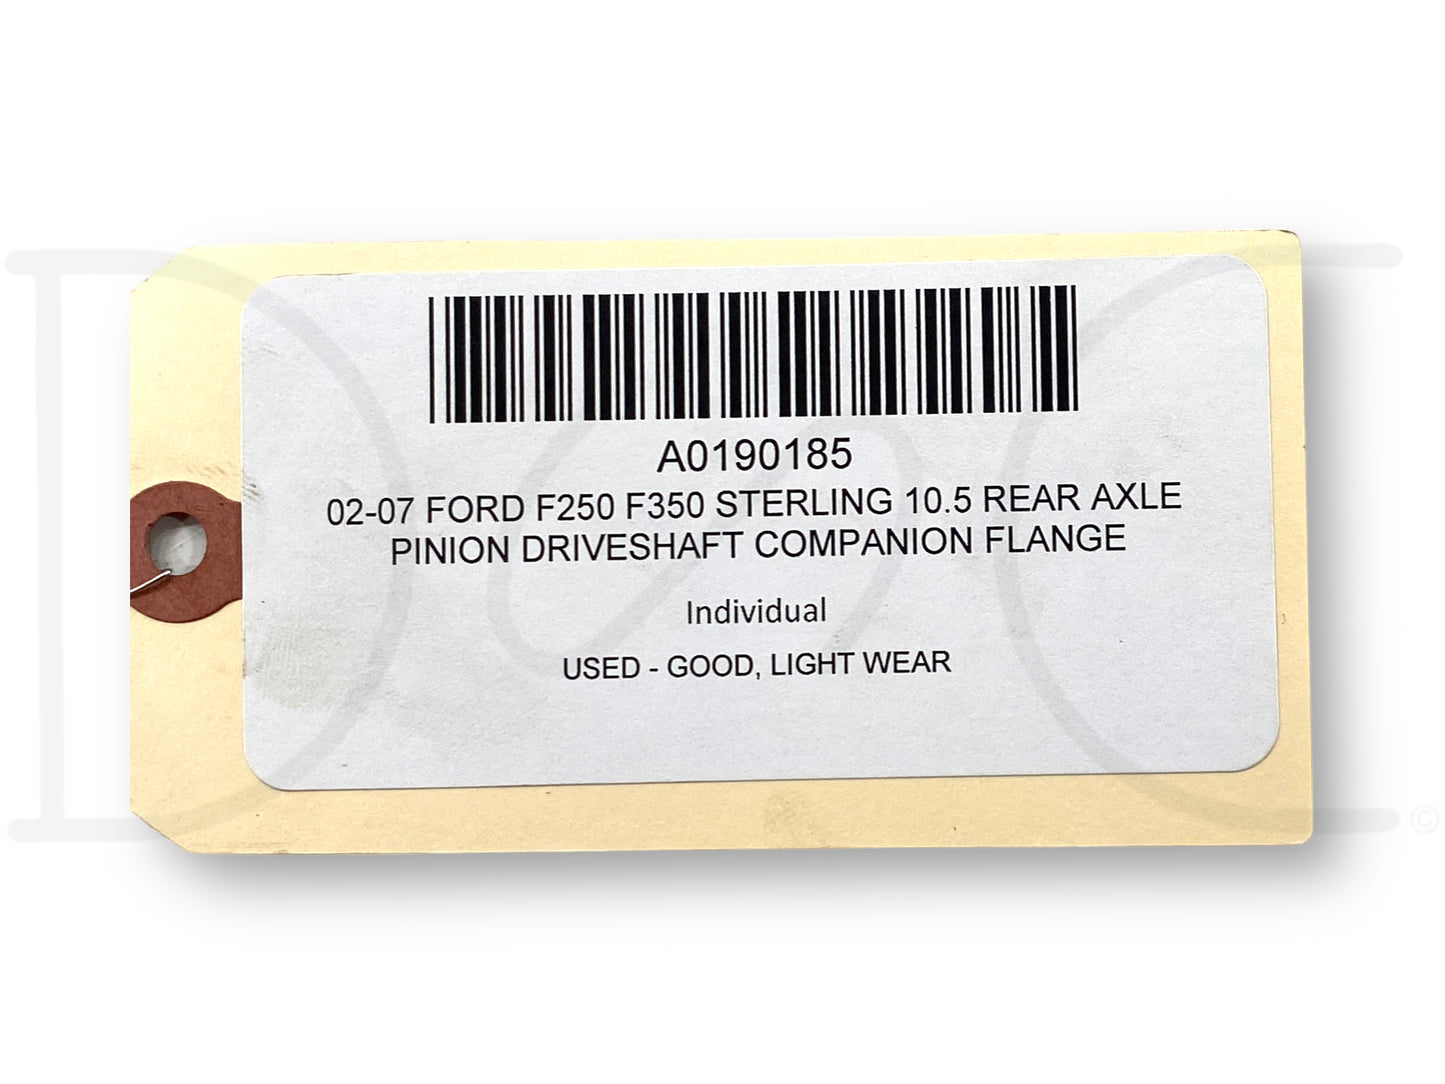 A0190185
02-07 FORD F250 F350 STERLING 10.5 REAR AXLE
PINION DRIVESHAFT COMPANION FLANGE
Individual
USED - GOOD, LIGHT WEAR
©